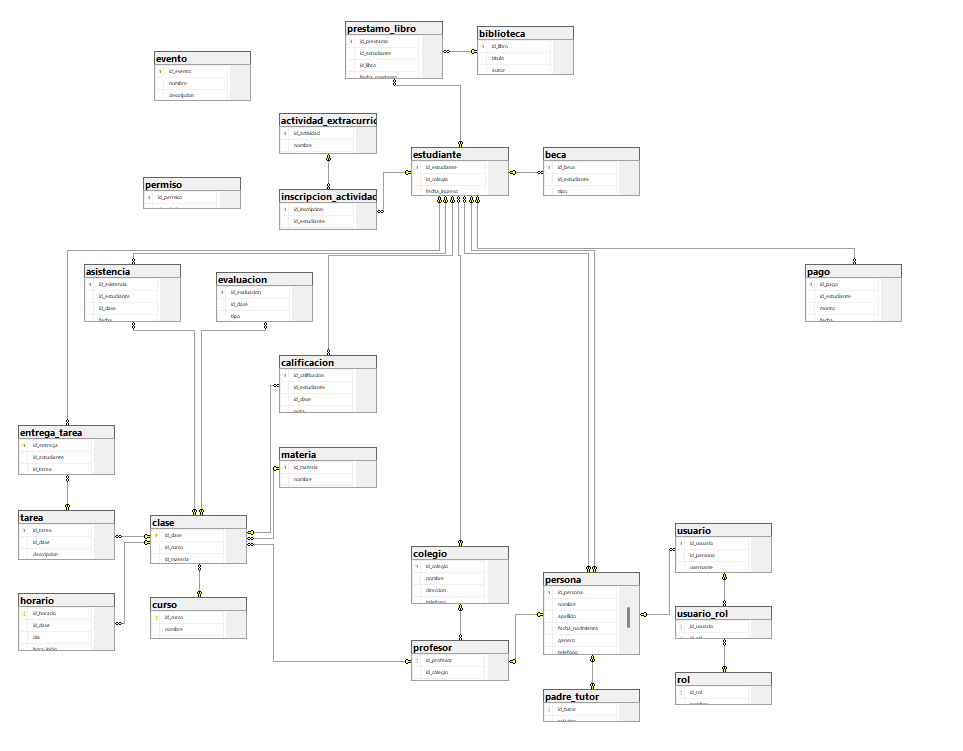 prestamo_libro
id_prestamo
id_estudiante
id_libro
fecha_prestamo
biblioteca
id_libro
titulo
autor
evento
id_evento
nombre
descripcion
actividad_extracurric
id_actividad
nombre
estudiante
id_estudiante
id_colegio
fecha_ingreso
beca
id_beca
id_estudiante
tipo
permiso
id_permiso
inscripcion_actividad
id_inscripcion
id_estudiante
asistencia
id_asistencia
id_estudiante
id_clase
fecha
evaluacion
id_evaluacion
id_clase
tipo
pago
id_pago
id_estudiante
monto
fecha
calificacion
id_calificacion
id_estudiante
id_clase
nota
entrega_tarea
id_entrega
id_estudiante
id_tarea
materia
id_materia
nombre
tarea
id_tarea
id_clase
descripcion
clase
id_clase
id_curso
id_materia
colegio
id_colegio
nombre
direccion
telefono
persona
id_persona
nombre
apellido
fecha_nacimiento
genero
telefono
usuario
id_usuario
id_persona
username
horario
id_horario
id_clase
dia
hora_inicio
curso
id_curso
nombre
usuario_rol
id_usuario
id_rol
profesor
id_profesor
id_colegio
rol
id_rol
nombre
padre_tutor
id_tutor